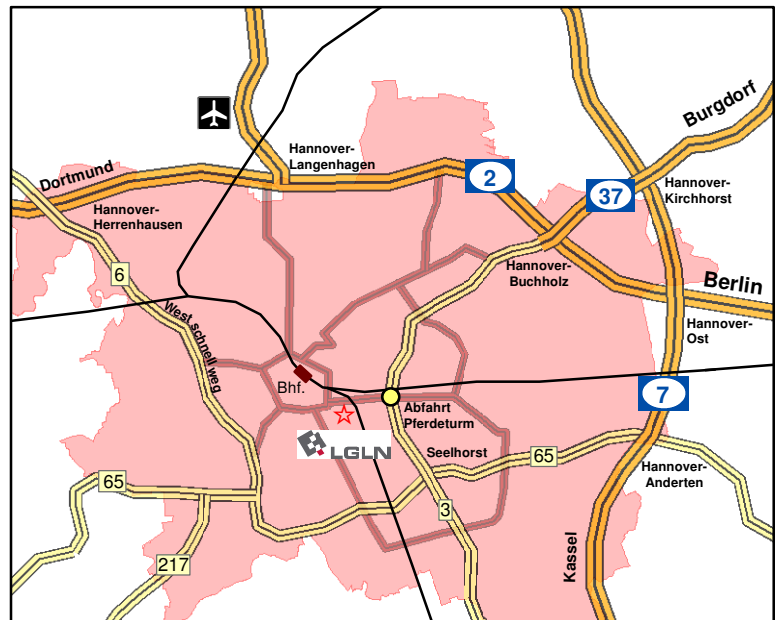 Burgdorf
Hannover-
Langenhagen
Dortmund
2
37
Hannover-
Kirchhorst
Hannover-
Herrenhausen
6
Hannover-
Buchholz
Berlin
West schnell weg
Hannover-
Ost
Bhf.
7
Abfahrt
Pferdeturm
LGLN
Seelhorst
65
Hannover-
Anderten
65
3
217
Kassel